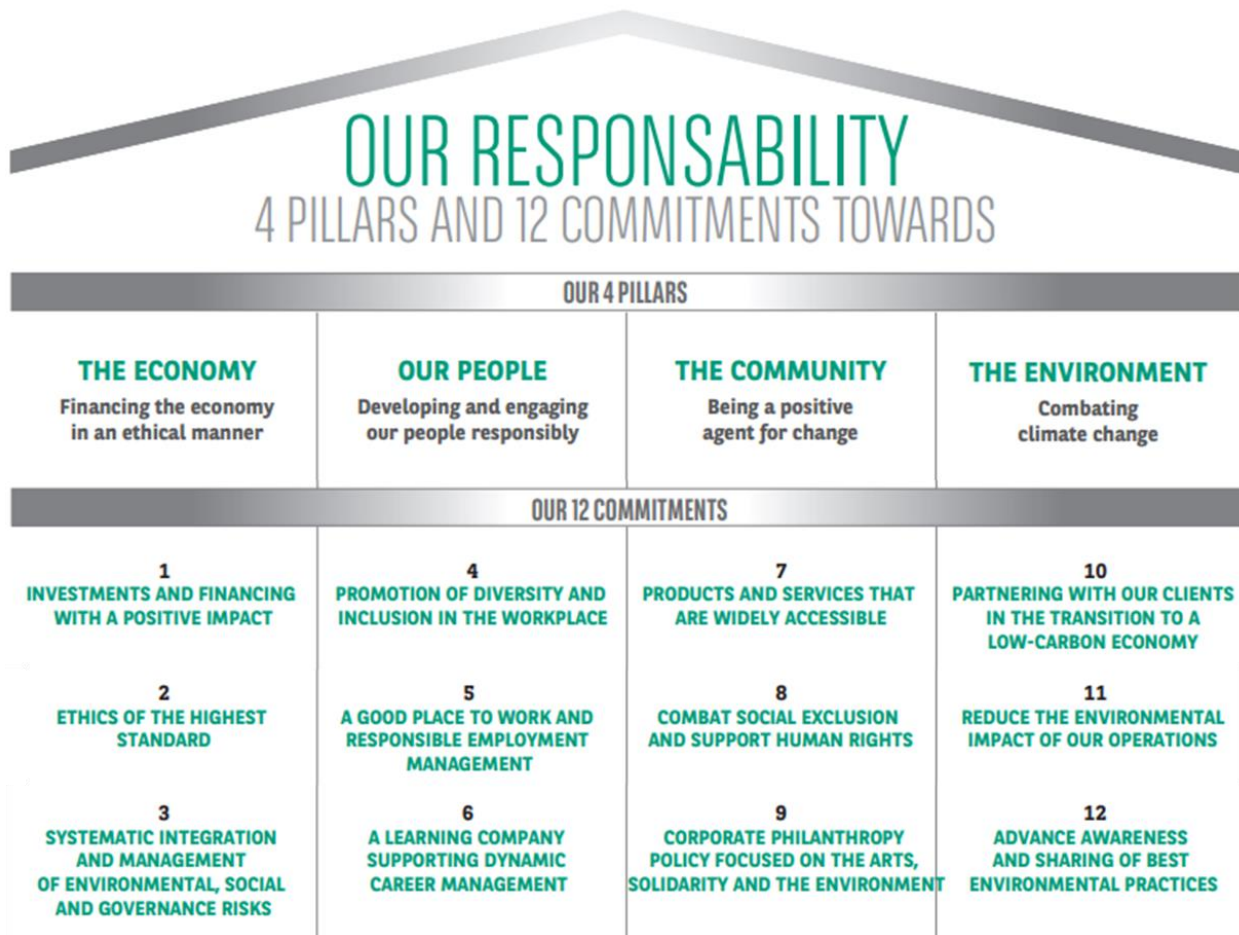 OUR RESPONSABILITY
4 PILLARS AND 12 COMMITMENTS TOWARDS
OUR 4 PILLARS
THE ECONOMY
Financing the economy
in an ethical manner
OUR PEOPLE
Developing and engaging
our people responsibly
THE COMMUNITY
Being a positive
agent for change
THE ENVIRONMENT
Combating
climate change
OUR 12 COMMITMENTS
1
INVESTMENTS AND FINANCING
WITH A POSITIVE IMPACT
4
PROMOTION OF DIVERSITY AND
INCLUSION IN THE WORKPLACE
7
PRODUCTS AND SERVICES THAT
ARE WIDELY ACCESSIBLE
10
PARTNERING WITH OUR CLIENTS
IN THE TRANSITION TO A
LOW-CARBON ECONOMY
2
ETHICS OF THE HIGHEST
STANDARD
5
A GOOD PLACE TO WORK AND
RESPONSIBLE EMPLOYMENT
MANAGEMENT
8
COMBAT SOCIAL EXCLUSION
AND SUPPORT HUMAN RIGHTS
11
REDUCE THE ENVIRONMENTAL
IMPACT OF OUR OPERATIONS
3
SYSTEMATIC INTEGRATION
AND MANAGEMENT
OF ENVIRONMENTAL, SOCIAL
AND GOVERNANCE RISKS
6
A LEARNING COMPANY
SUPPORTING DYNAMIC
CAREER MANAGEMENT
9
CORPORATE PHILANTHROPY
POLICY FOCUSED ON THE ARTS,
SOLIDARITY AND THE ENVIRONMENT
12
ADVANCE AWARENESS
AND SHARING OF BEST
ENVIRONMENTAL PRACTICES